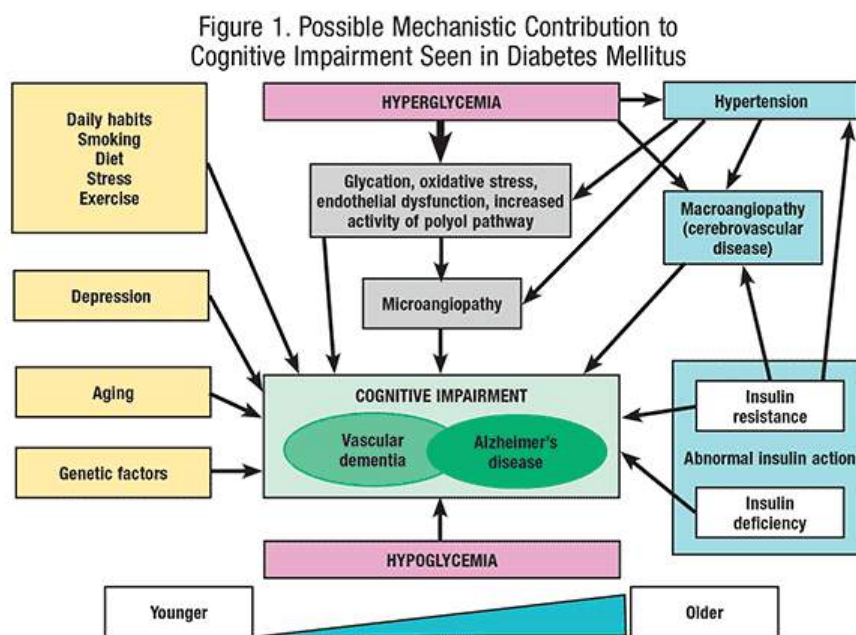 Figure 1. Possible Mechanistic Contribution to
Cognitive Impairment Seen in Diabetes Mellitus
Daily habits
Smoking
Diet
Stress
Exercise
HYPERGLYCEMIA
Hypertension
Glycation, oxidative stress,
endothelial dysfunction, increased
activity of polyol pathway
Macroangiopathy
(cerebrovascular
disease)
Depression
Microangiopathy
Aging
COGNITIVE IMPAIRMENT
Vascular
dementia
Alzheimer's
disease
Insulin
resistance
Abnormal insulin action
Insulin
deficiency
Genetic factors
HYPOGLYCEMIA
Younger
Older